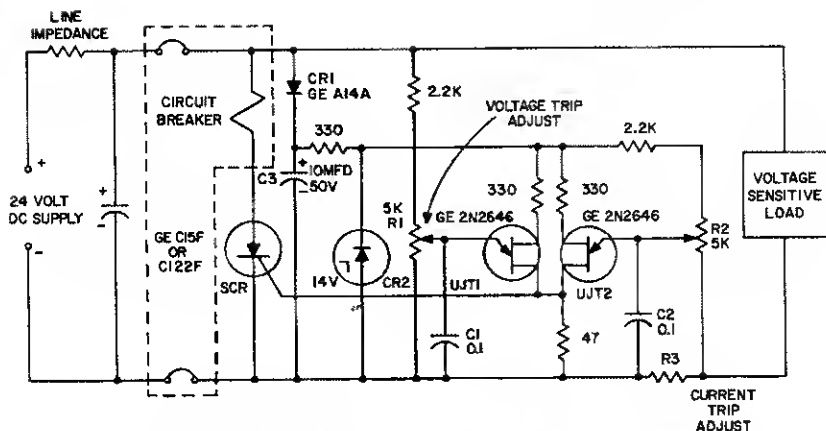 LINE
IMPEDANCE
CR1
GE A14A
2.2K
VOLTAGE TRIP
ADJUST
CIRCUIT
BREAKER
330
2.2K
+
+
10MFD
50V
C3
-
24 VOLT
DC SUPPLY
+
-
-
5K
R1
330
330
GE 2N2646
GE 2N2646
VOLTAGE
SENSITIVE
LOAD
R2
5K
GE C15F
OR
C122F
SCR
14V
CR2
UJT1
UJT2
C1
0.1
47
C2
0.1
R3
CURRENT
TRIP
ADJUST